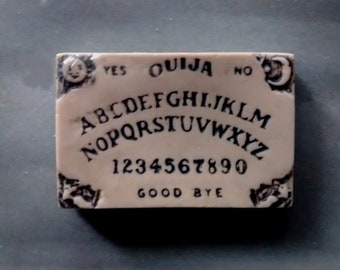 YES OUIJA NO
ABCDEFGHIJKLM
NOPQRSTUVWXYZ
1234567890
GOOD BYE